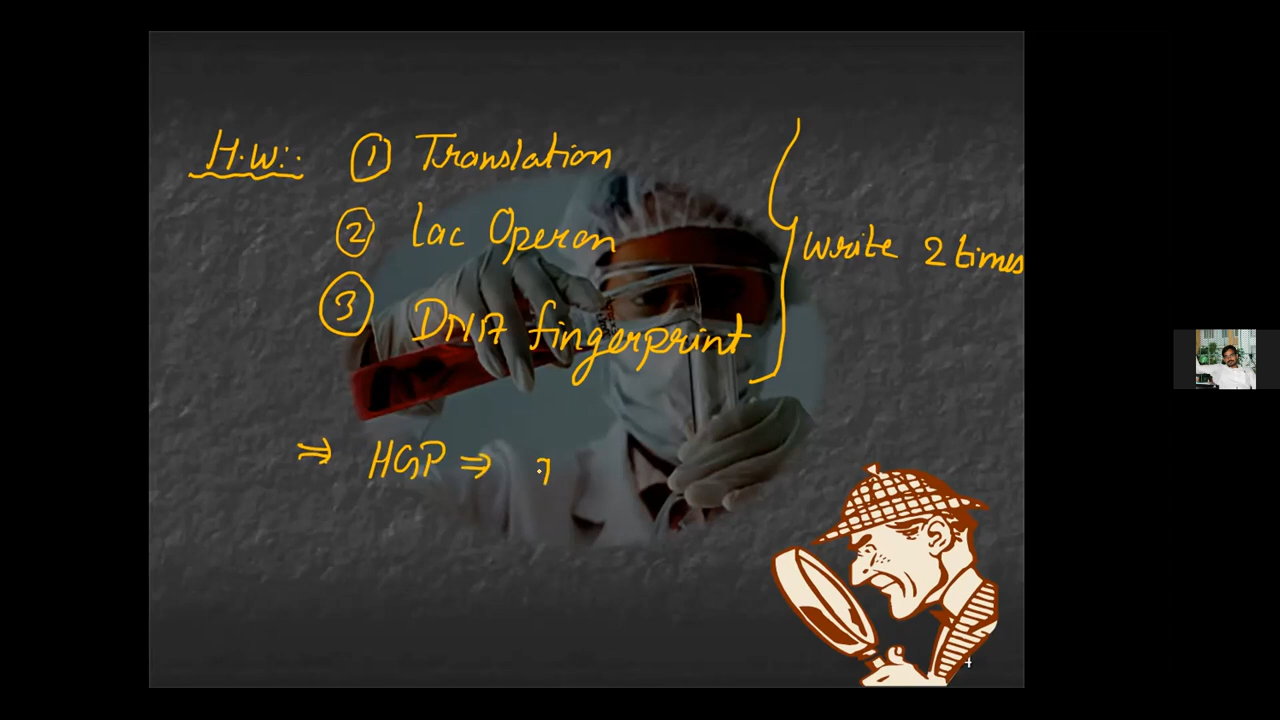 H.W:- ① Translation
② lac Operon
③ DNA fingerprint
write 2 times
⇒ HGP ⇒